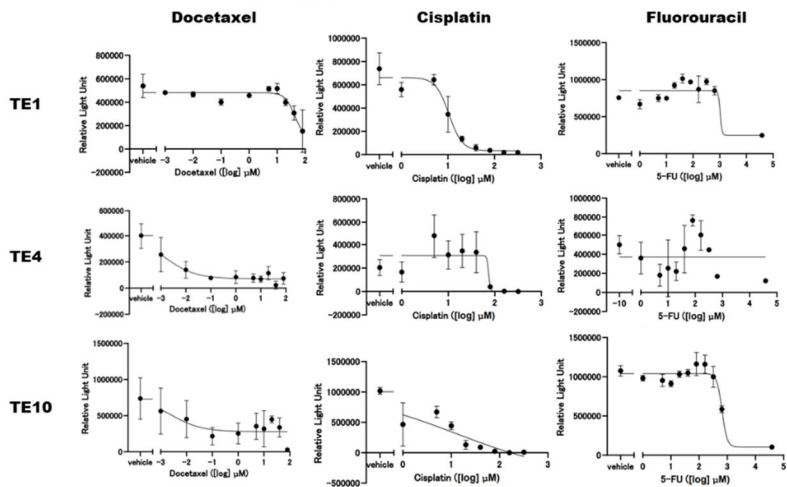 Docetaxel Cisplatin Fluorouracil
TE1
Relative Light Unit
800000
600000
400000
200000
0
-200000
vehicle -3 -2 -1 0 1 2
Docetaxel ([log] μM)
Relative Light Unit
1000000
800000
600000
400000
200000
0
vehicle 0 1 2 3
Cisplatin ([log] μM)
Relative Light Unit
1500000
1000000
500000
0
vehicle 0 1 2 3 4 5
5-FU ([log] μM)
TE4
Relative Light Unit
600000
400000
200000
0
-200000
vehicle -3 -2 -1 0 1 2
Docetaxel ([log] μM)
Relative Light Unit
800000
600000
400000
200000
0
-200000
vehicle 0 1 2 3
Cisplatin ([log] μM)
Relative Light Unit
1000000
800000
600000
400000
200000
0
-200000
-10 0 1 2 3 4 5
5-FU ([log] μM)
TE10
Relative Light Unit
1500000
1000000
500000
0
vehicle -3 -2 -1 0 1 2
Docetaxel ([log] μM)
Relative Light Unit
1500000
1000000
500000
0
-500000
vehicle 0 1 2 3
Cisplatin ([log] μM)
Relative Light Unit
1500000
1000000
500000
0
vehicle 0 1 2 3 4 5
5-FU ([log] μM)